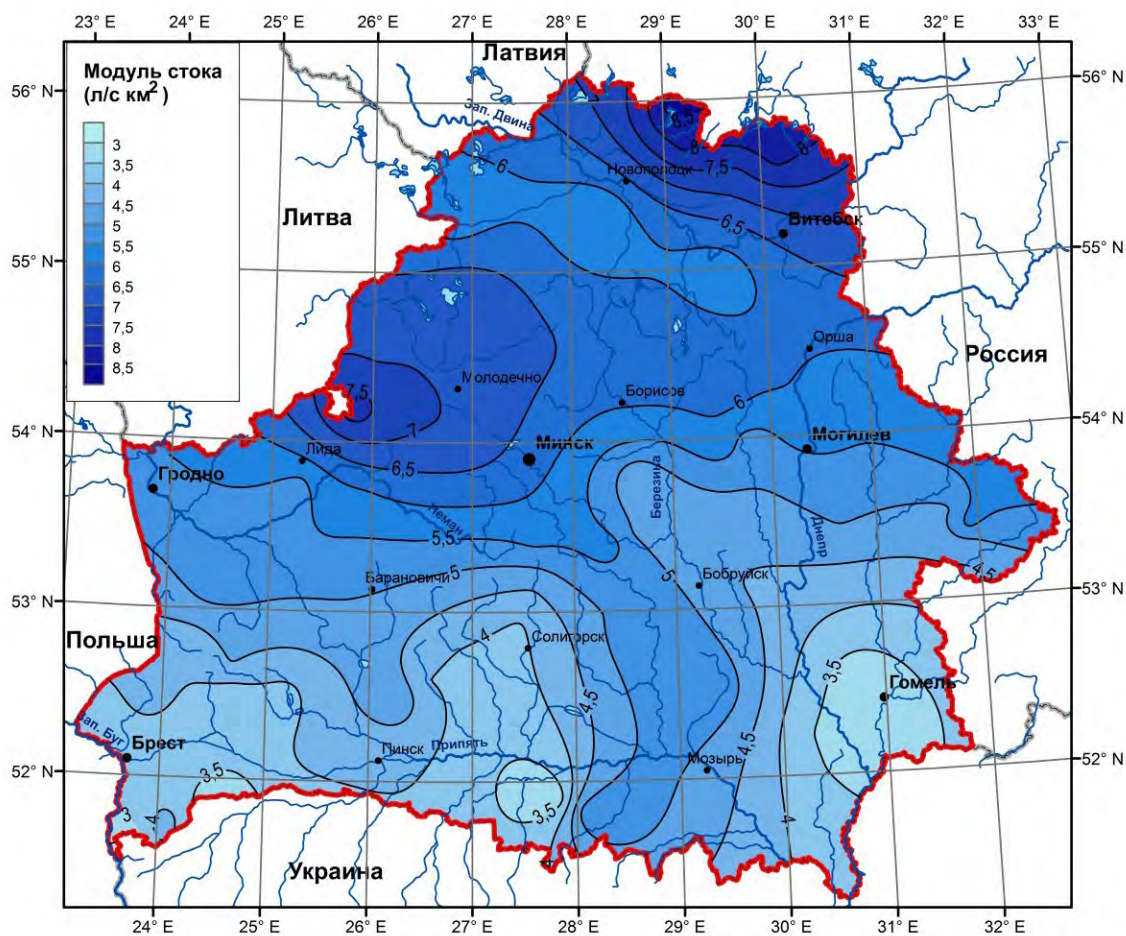 23° E 24° E 25° E 26° E 27° E 28° E 29° E 30° E 31° E 32° E 33° E
Латвия
Модуль стока
(л/с км²)
3
3,5
4
4,5
5
5,5
6
6,5
7
7,5
8
8,5
56° N
56° N
Зап. Двина
8,5
8
8
7,5
6
Новополоцк
Литва
6,5
Витебск
55° N
55° N
Орша
Россия
7,5
Молодечно
Борисов
6
7
54° N
54° N
Минск
Могилев
Лида
6,5
Гродно
Березина
Неман
Днепр
5,5
5
Барановичи
5
Бобруйск
4,5
53° N
53° N
Польша
4
Солигорск
3,5
Гомель
4,5
Зап. Буг
Брест
Пинск
Припять
4,5
Мозырь
52° N
52° N
3,5
3,5
3
4
4
Украина
24° E 25° E 26° E 27° E 28° E 29° E 30° E 31° E 32° E